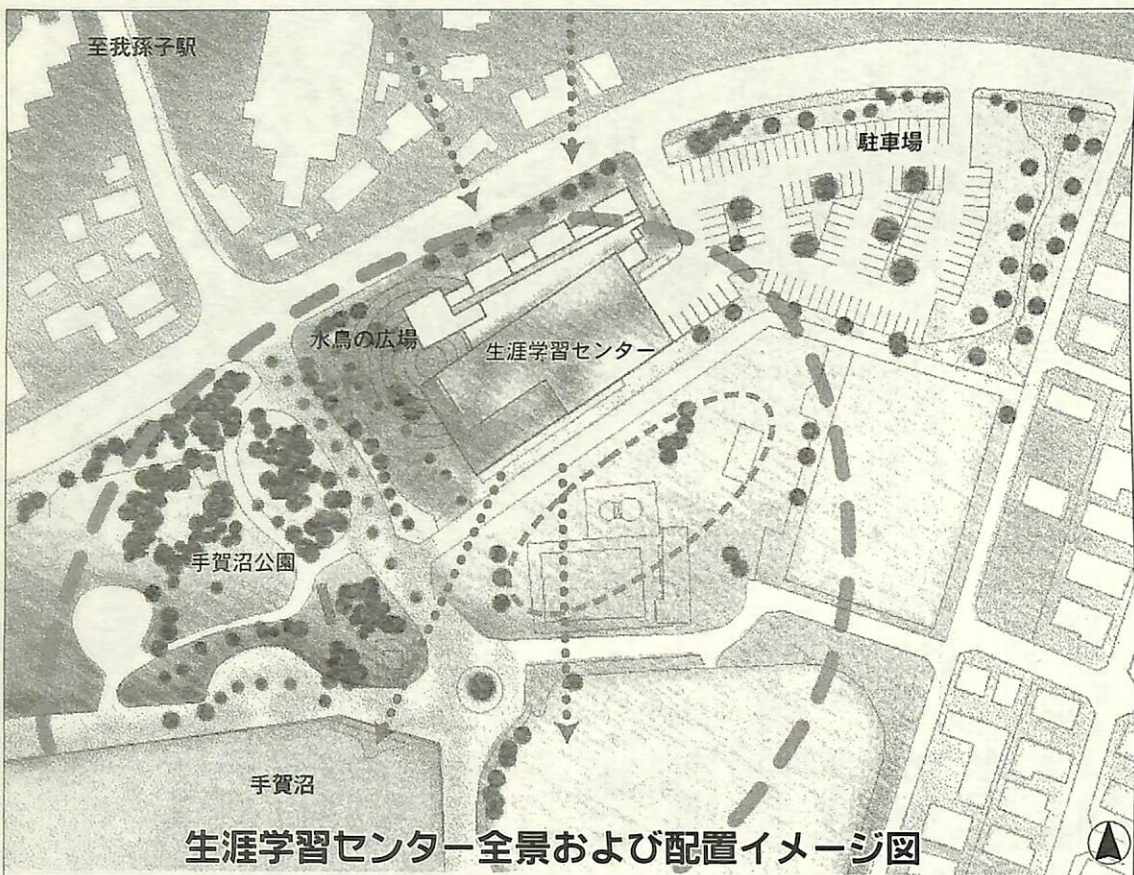 至我孫子駅
駐車場
水鳥の広場
生涯学習センター
手賀沼公園
手賀沼
生涯学習センター全景および配置イメージ図